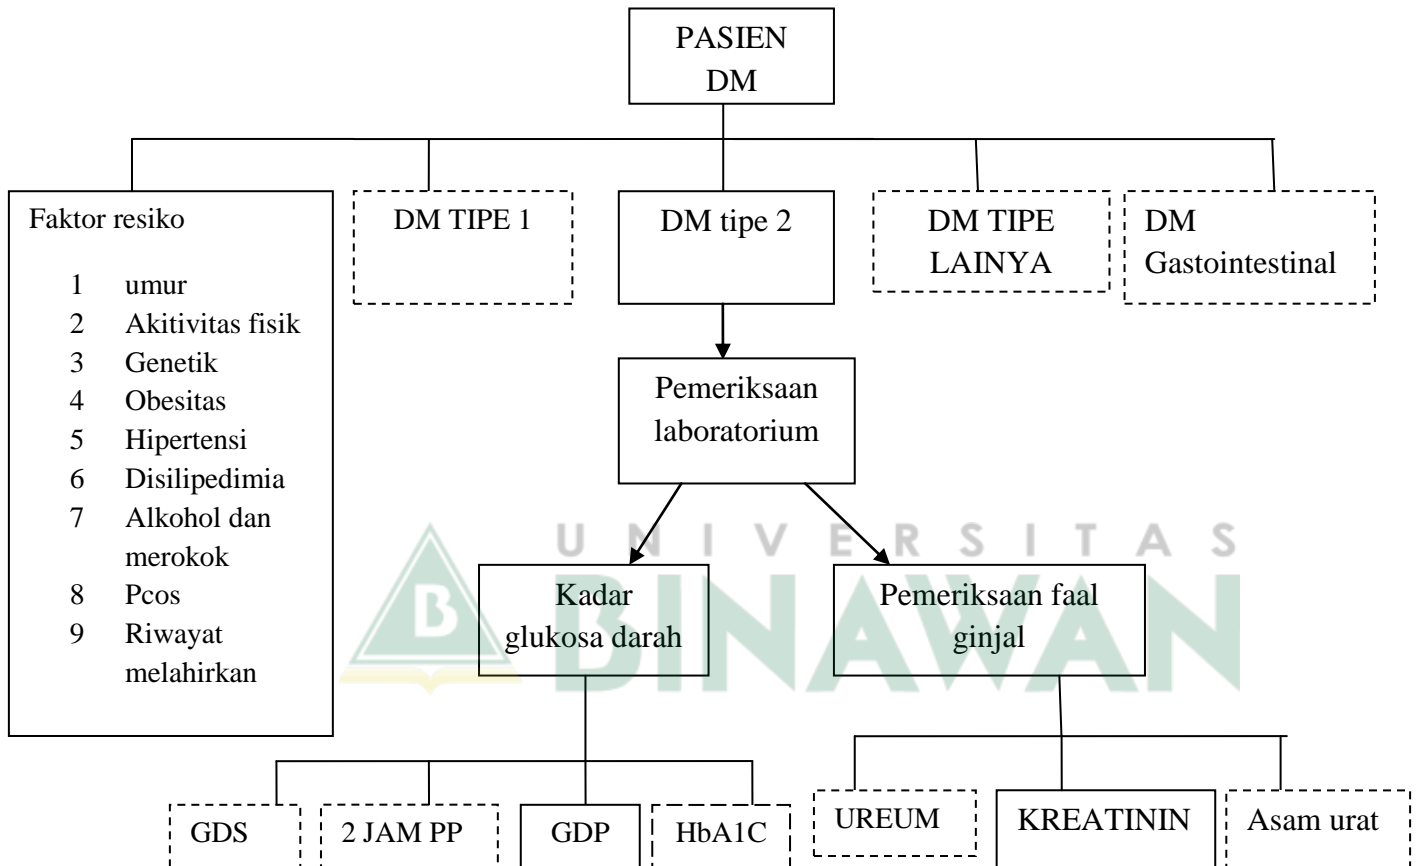 PASIEN
DM
Faktor resiko
1 umur
2 Akitivitas fisik
3 Genetik
4 Obesitas
5 Hipertensi
6 Disilipedimia
7 Alkohol dan
merokok
8 Pcos
9 Riwayat
melahirkan
DM TIPE 1
DM tipe 2
DM TIPE
LAINYA
DM
Gastointestinal
Pemeriksaan
laboratorium
UNIVERSITAS
BINAWAN
B
Kadar
glukosa darah
Pemeriksaan faal
ginjal
GDS
2 JAM PP
GDP
HbA1C
UREUM
KREATININ
Asam urat